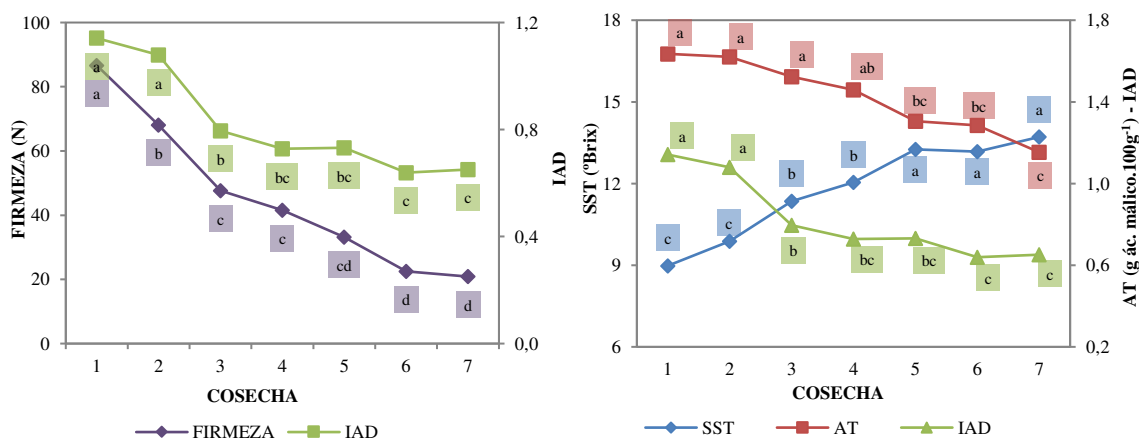 100
80
60
40
20
0
FIRMEZA (N)
1,2
0,8
0,4
0,0
IAD
a
a
b
bc
bc
c
c
a
b
c
c
cd
d
d
1 2 3 4 5 6 7
COSECHA
FIRMEZA IAD
18
15
12
9
6
SST (ºBrix)
1,8
1,4
1,0
0,6
0,2
AT (g ác. málico.100g¹) - IAD
a
a
a
ab
bc
bc
c
a
a
b
bc
bc
c
c
c
c
b
b
a
a
a
1 2 3 4 5 6 7
COSECHA
SST AT IAD